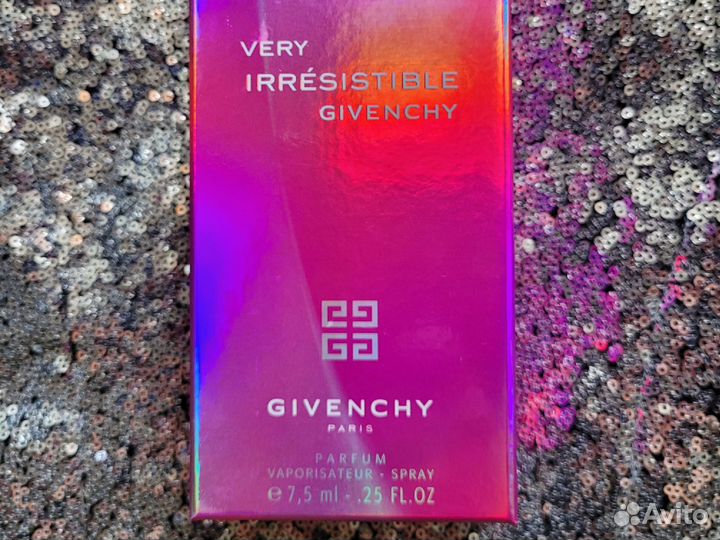 VERY
IRRÉSISTIBLE
GIVENCHY
GIVENCHY
PARIS
PARFUM
VAPORISATEUR - SPRAY
℮ 7,5 ml - .25 FL.OZ
Avito